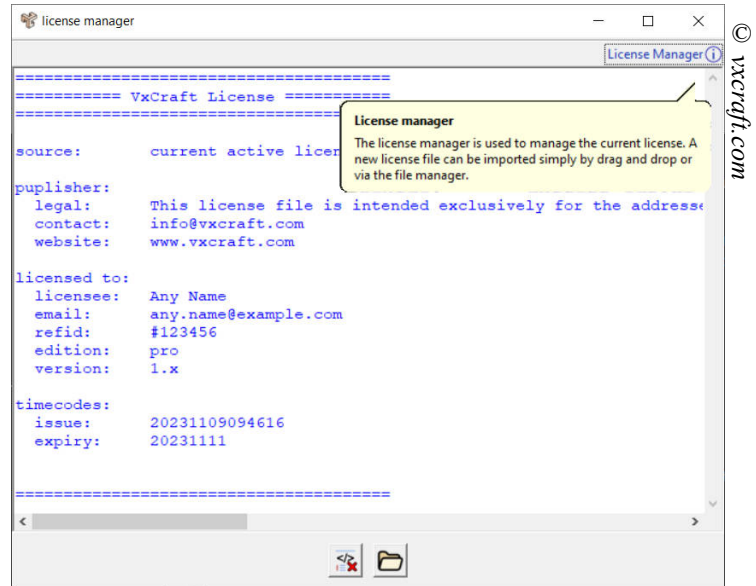 license manager
License Manager
========================================
=========== VxCraft License ===========
========================================
License manager
The license manager is used to manage the current license. A
new license file can be imported simply by drag and drop or
via the file manager.
source: current active licen
puplisher:
legal: This license file is intended exclusively for the addresse
contact: info@vxcraft.com
website: www.vxcraft.com
licensed to:
licensee: Any Name
email: any.name@example.com
refid: #123456
edition: pro
version: 1.x
timecodes:
issue: 20231109094616
expiry: 20231111
========================================
© vxcraft.com